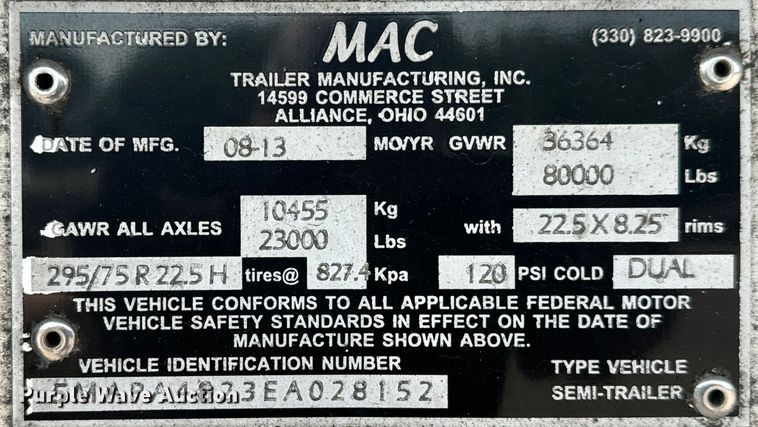 MANUFACTURED BY: MAC (330) 823-9900
TRAILER MANUFACTURING, INC.
14599 COMMERCE STREET
ALLIANCE, OHIO 44601
DATE OF MFG. 08-13 MO/YR GVWR 36364 Kg
80000 Lbs
GAWR ALL AXLES 10455 Kg
23000 Lbs with 22.5 X 8.25 rims
295/75 R 22.5 H tires@ 827.4 Kpa 120 PSI COLD DUAL
THIS VEHICLE CONFORMS TO ALL APPLICABLE FEDERAL MOTOR
VEHICLE SAFETY STANDARDS IN EFFECT ON THE DATE OF
MANUFACTURE SHOWN ABOVE.
VEHICLE IDENTIFICATION NUMBER TYPE VEHICLE
SEMI-TRAILER
Purple Wave Auction